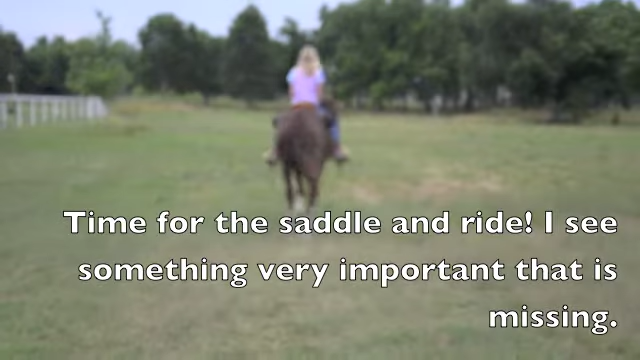 Time for the saddle and ride! I see
something very important that is
missing.